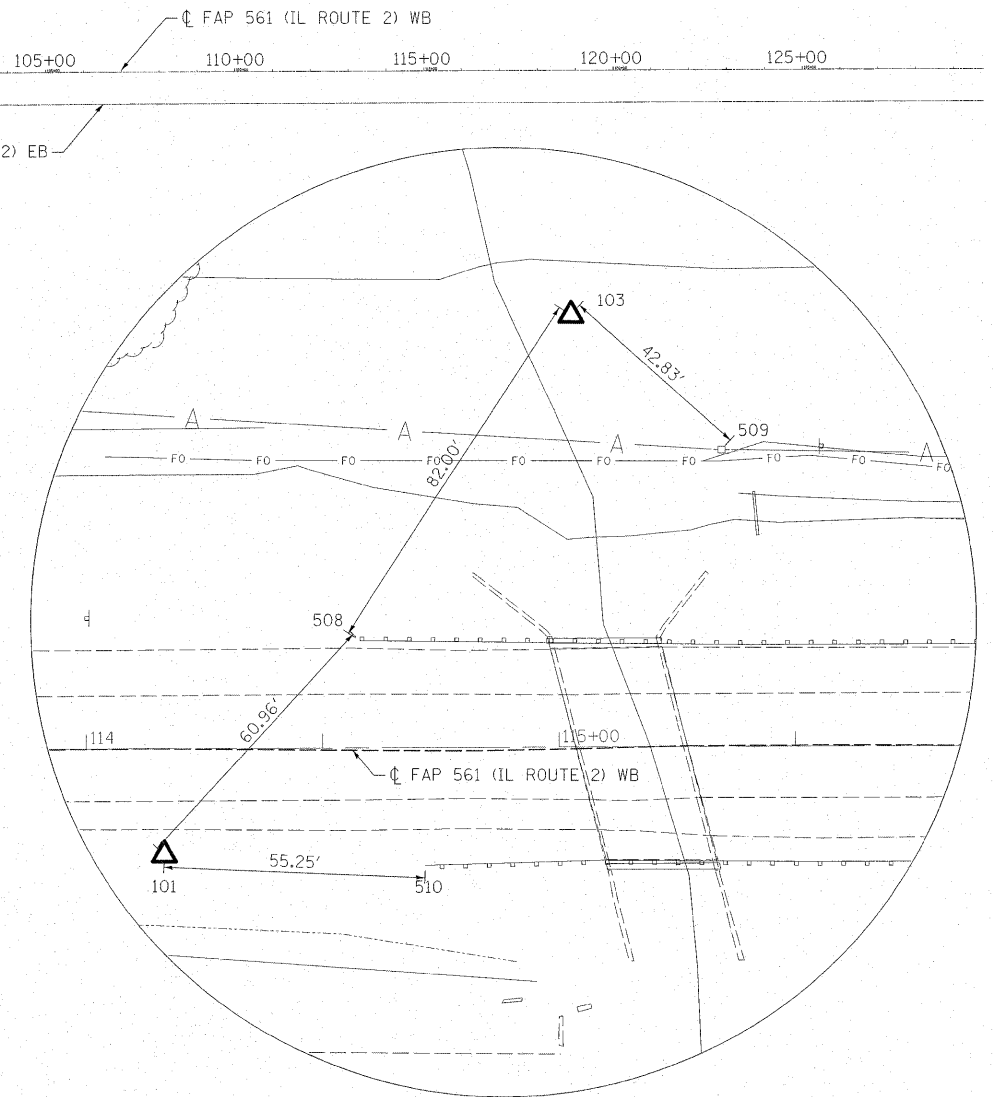 ℄ FAP 561 (IL ROUTE 2) WB
105+00 110+00 115+00 120+00 125+00
2) EB
103
42.83'
509
A A A A
FO FO FO FO FO FO FO FO FO FO
82.00'
508
60.96'
114 115+00
℄ FAP 561 (IL ROUTE 2) WB
55.25'
101 510